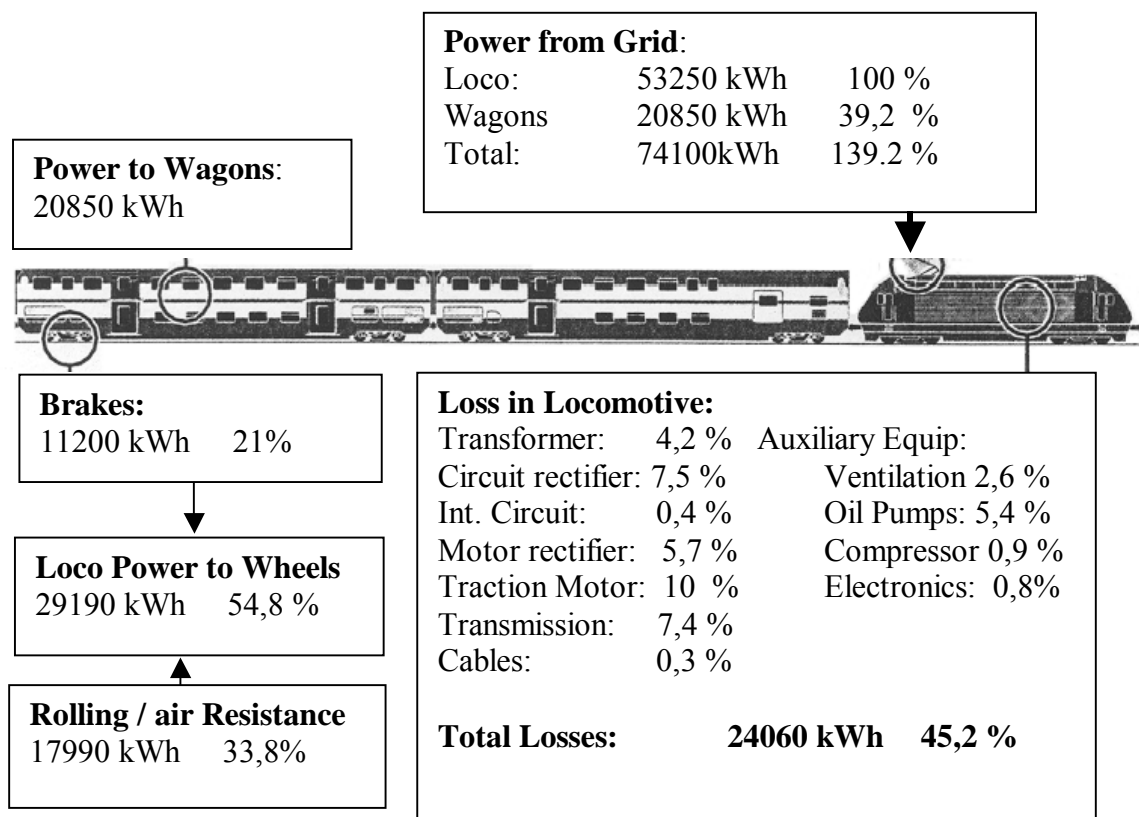 Power from Grid:
Loco: 53250 kWh 100 %
Wagons 20850 kWh 39,2 %
Total: 74100kWh 139.2 %
Power to Wagons:
20850 kWh
Brakes:
11200 kWh 21%
Loco Power to Wheels
29190 kWh 54,8 %
Rolling / air Resistance
17990 kWh 33,8%
Loss in Locomotive:
Transformer: 4,2 % Auxiliary Equip:
Circuit rectifier: 7,5 % Ventilation 2,6 %
Int. Circuit: 0,4 % Oil Pumps: 5,4 %
Motor rectifier: 5,7 % Compressor 0,9 %
Traction Motor: 10 % Electronics: 0,8%
Transmission: 7,4 %
Cables: 0,3 %
Total Losses: 24060 kWh 45,2 %